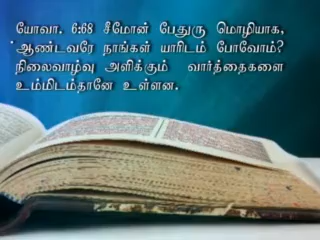 யோவா. 6:68 சீமோன் பேதுரு மொழியாக,
ஂஆண்டவரே நாங்கள் யாரிடம் போவோம்?
நிலைவாழ்வு அளிக்கும் வார்த்தைகளை
உம்மிடம்தானே உள்ளன.